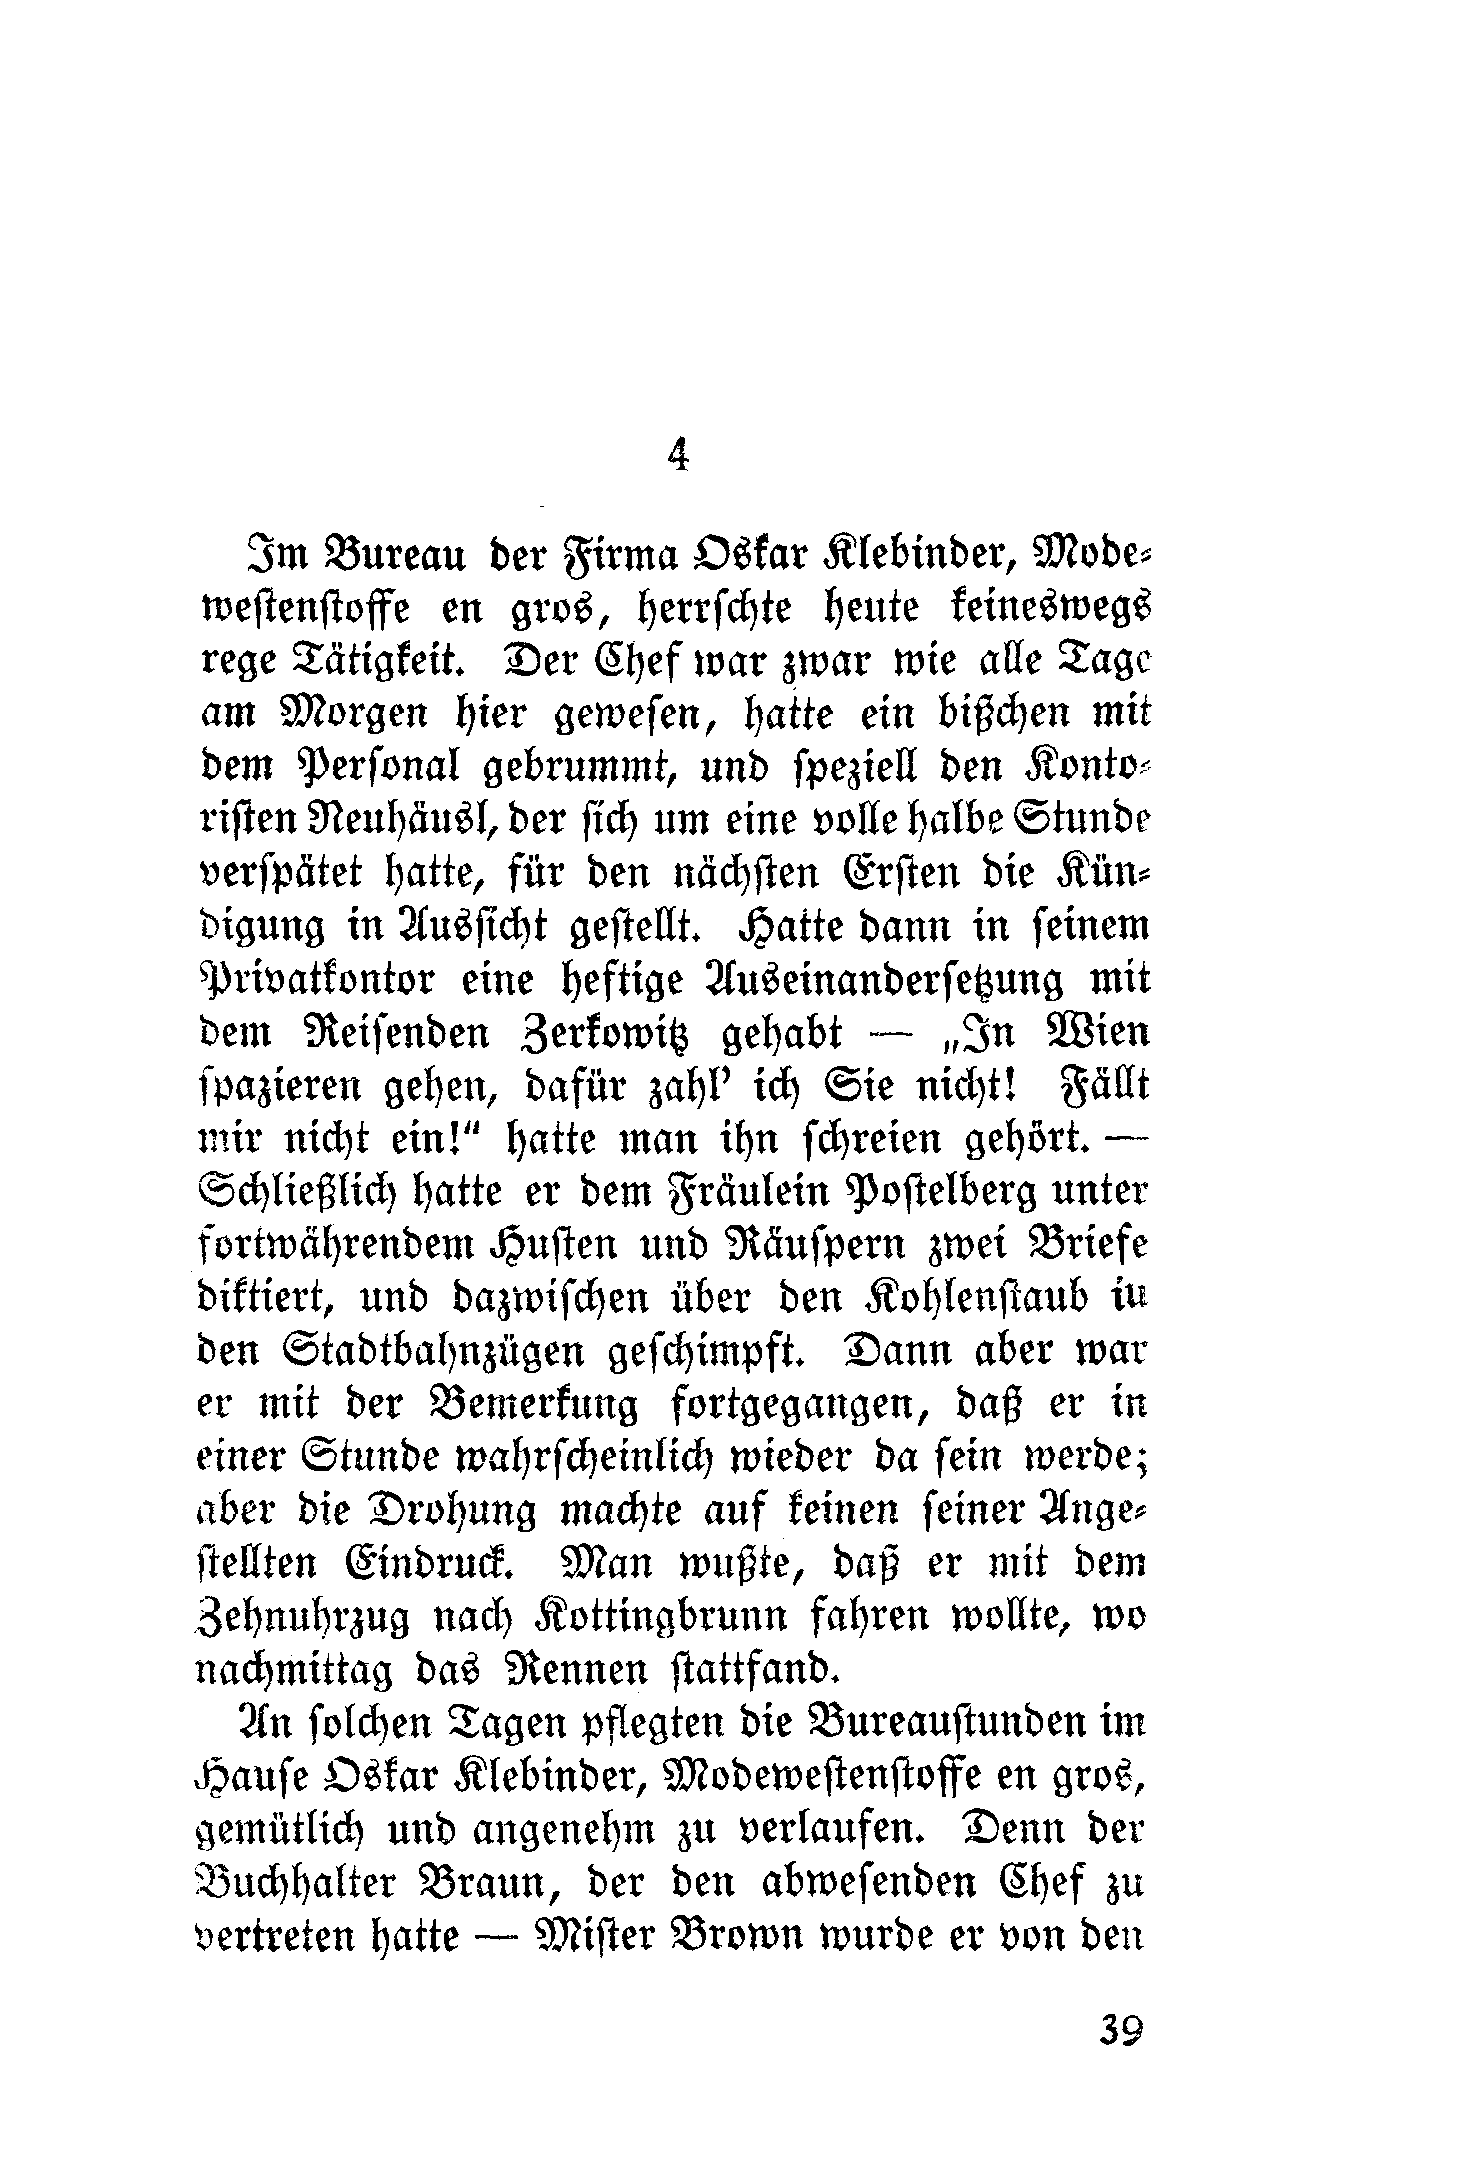 4
Im Bureau der Firma Oskar Klebinder, Mode-
westenstoffe en gros, herrschte heute keineswegs
rege Tätigkeit. Der Chef war zwar wie alle Tage
am Morgen hier gewesen, hatte ein bißchen mit
dem Personal gebrummt, und speziell den Konto-
risten Neuhäusl, der sich um eine volle halbe Stunde
verspätet hatte, für den nächsten Ersten die Kün-
digung in Aussicht gestellt. Hatte dann in seinem
Privatkontor eine heftige Auseinandersetzung mit
dem Reisenden Zerkowitz gehabt — „In Wien
spazieren gehen, dafür zahl' ich Sie nicht! Fällt
mir nicht ein!“ hatte man ihn schreien gehört. —
Schließlich hatte er dem Fräulein Postelberg unter
fortwährendem Husten und Räuspern zwei Briefe
diktiert, und dazwischen über den Kohlenstaub in
den Stadtbahnzügen geschimpft. Dann aber war
er mit der Bemerkung fortgegangen, daß er in
einer Stunde wahrscheinlich wieder da sein werde;
aber die Drohung machte auf keinen seiner Ange-
stellten Eindruck. Man wußte, daß er mit dem
Zehnuhrzug nach Kottingbrunn fahren wollte, wo
nachmittag das Rennen stattfand.
An solchen Tagen pflegten die Bureaustunden im
Hause Oskar Klebinder, Modewestenstoffe en gros,
gemütlich und angenehm zu verlaufen. Denn der
Buchhalter Braun, der den abwesenden Chef zu
vertreten hatte — Mister Brown wurde er von den
39